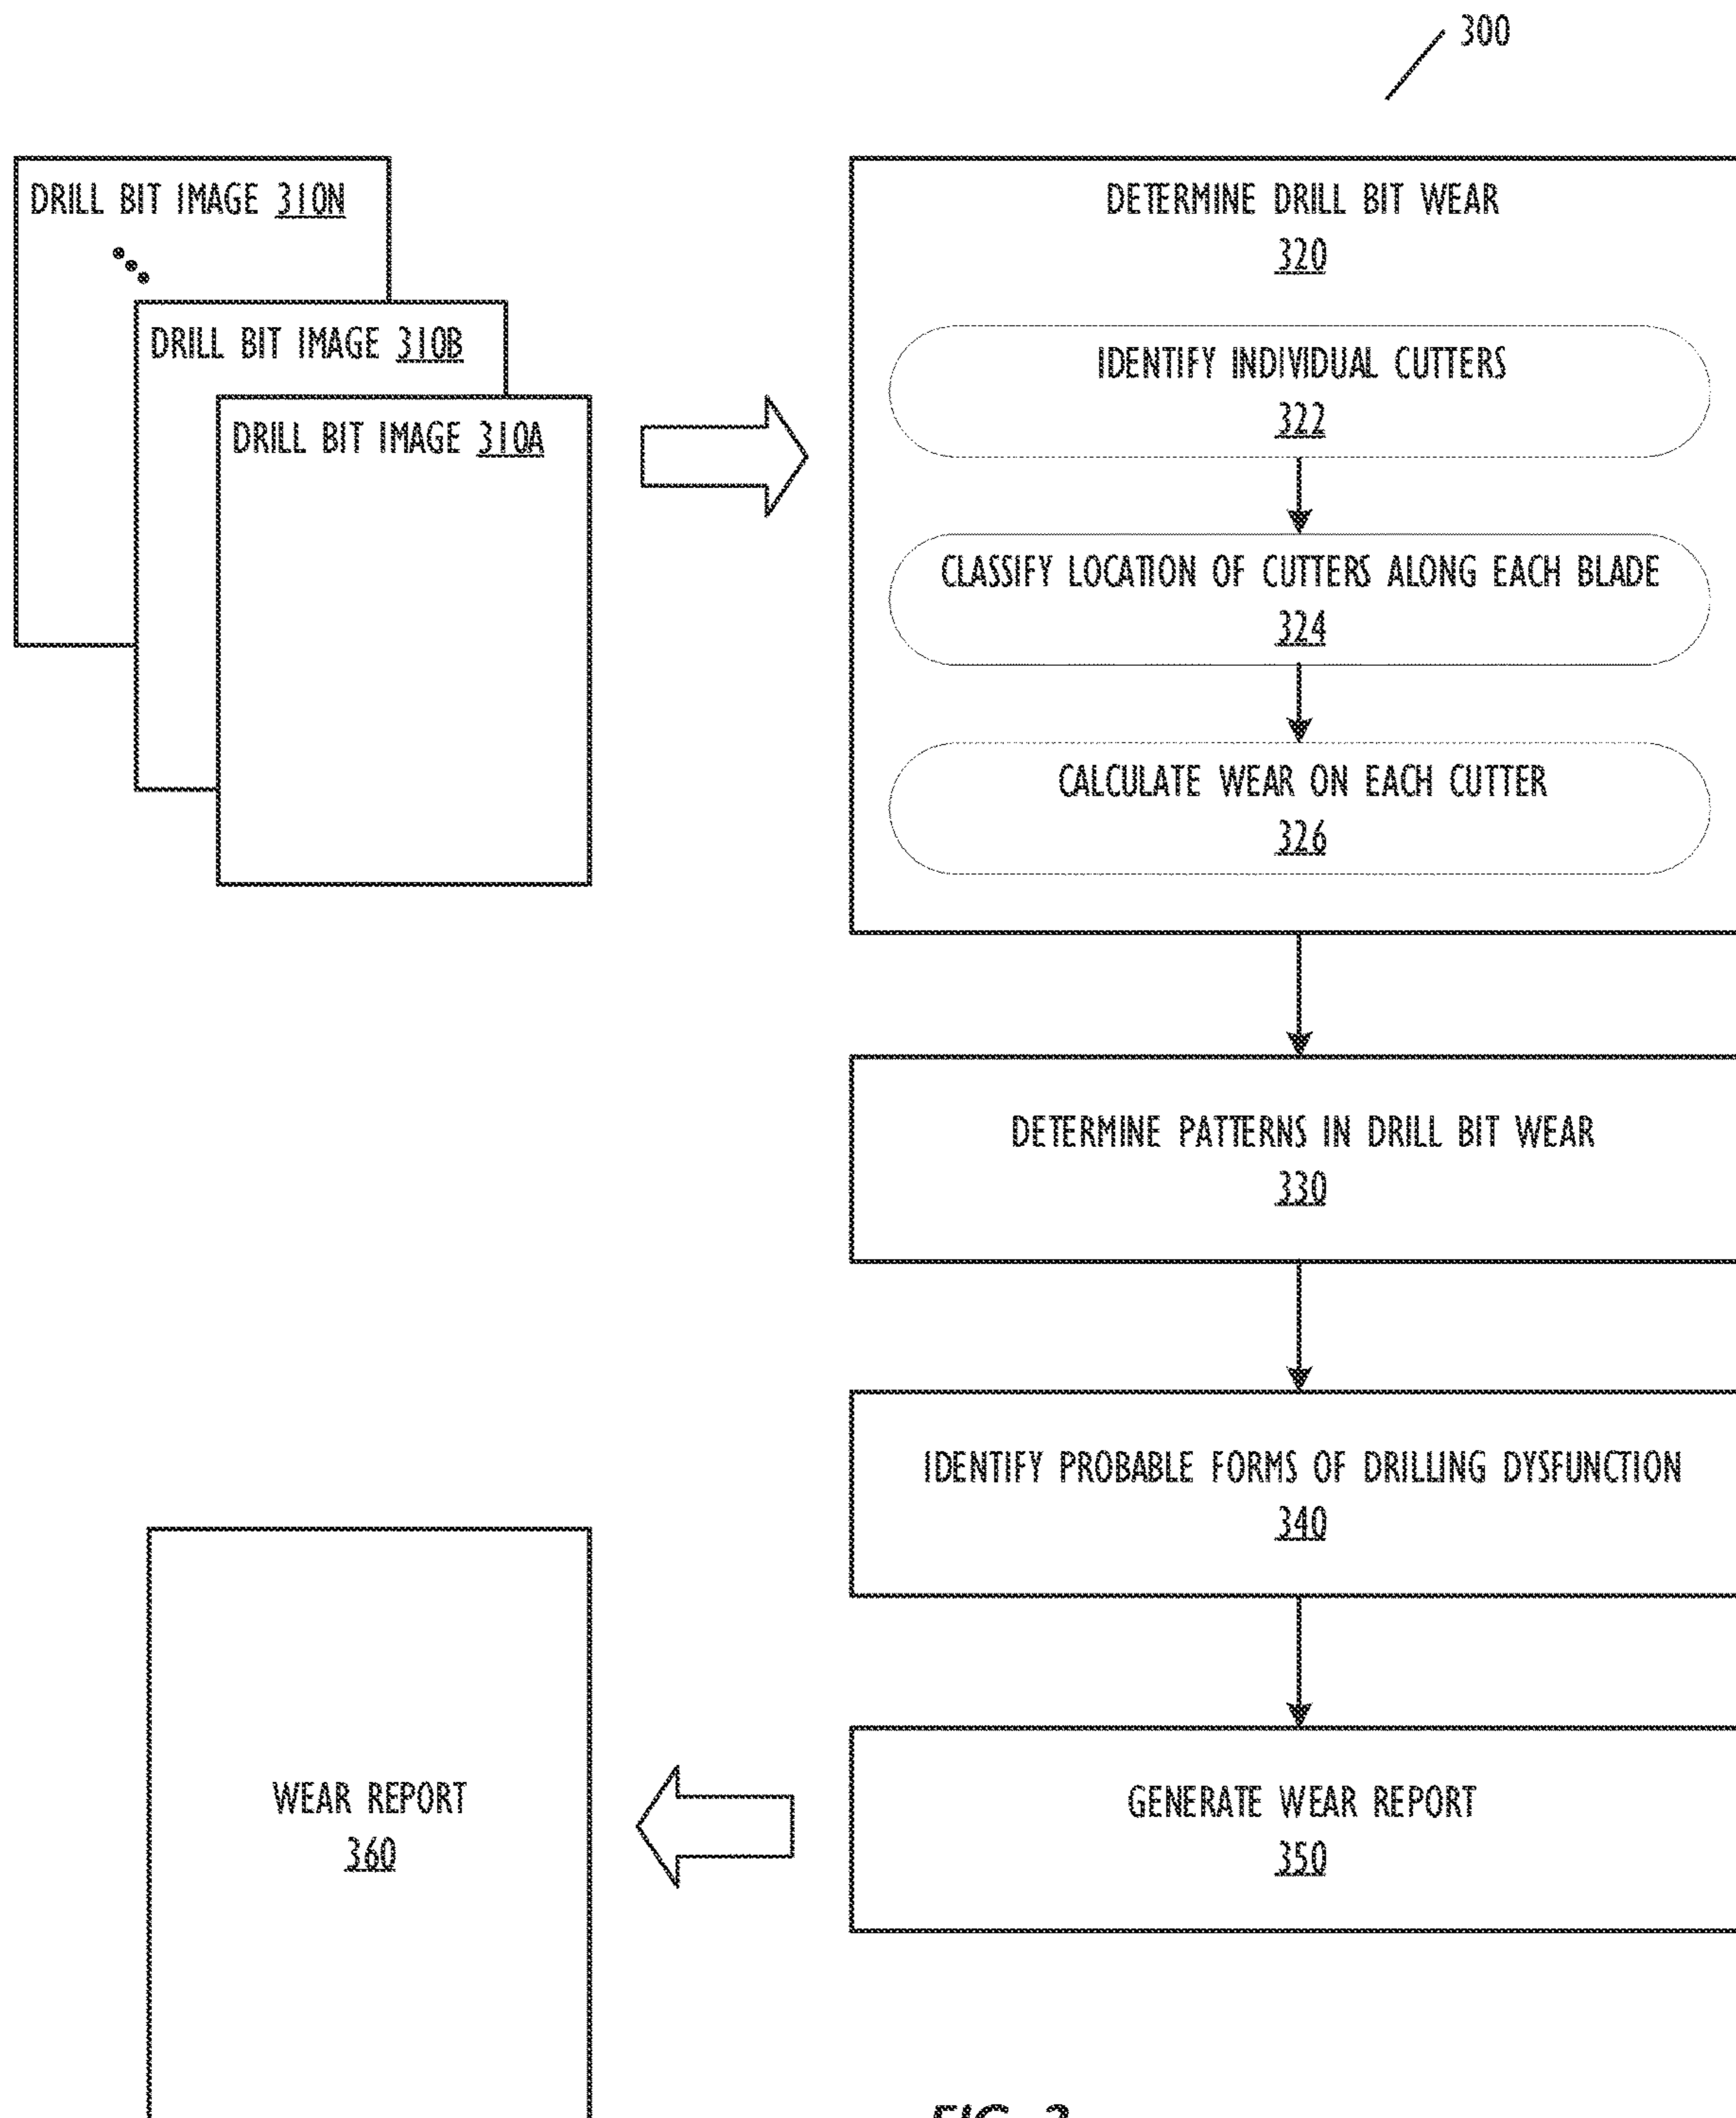 300
DRILL BIT IMAGE 310N
DRILL BIT IMAGE 310B
DRILL BIT IMAGE 310A
DETERMINE DRILL BIT WEAR
320
IDENTIFY INDIVIDUAL CUTTERS
322
CLASSIFY LOCATION OF CUTTERS ALONG EACH BLADE
324
CALCULATE WEAR ON EACH CUTTER
326
DETERMINE PATTERNS IN DRILL BIT WEAR
330
IDENTIFY PROBABLE FORMS OF DRILLING DYSFUNCTION
340
GENERATE WEAR REPORT
350
WEAR REPORT
360